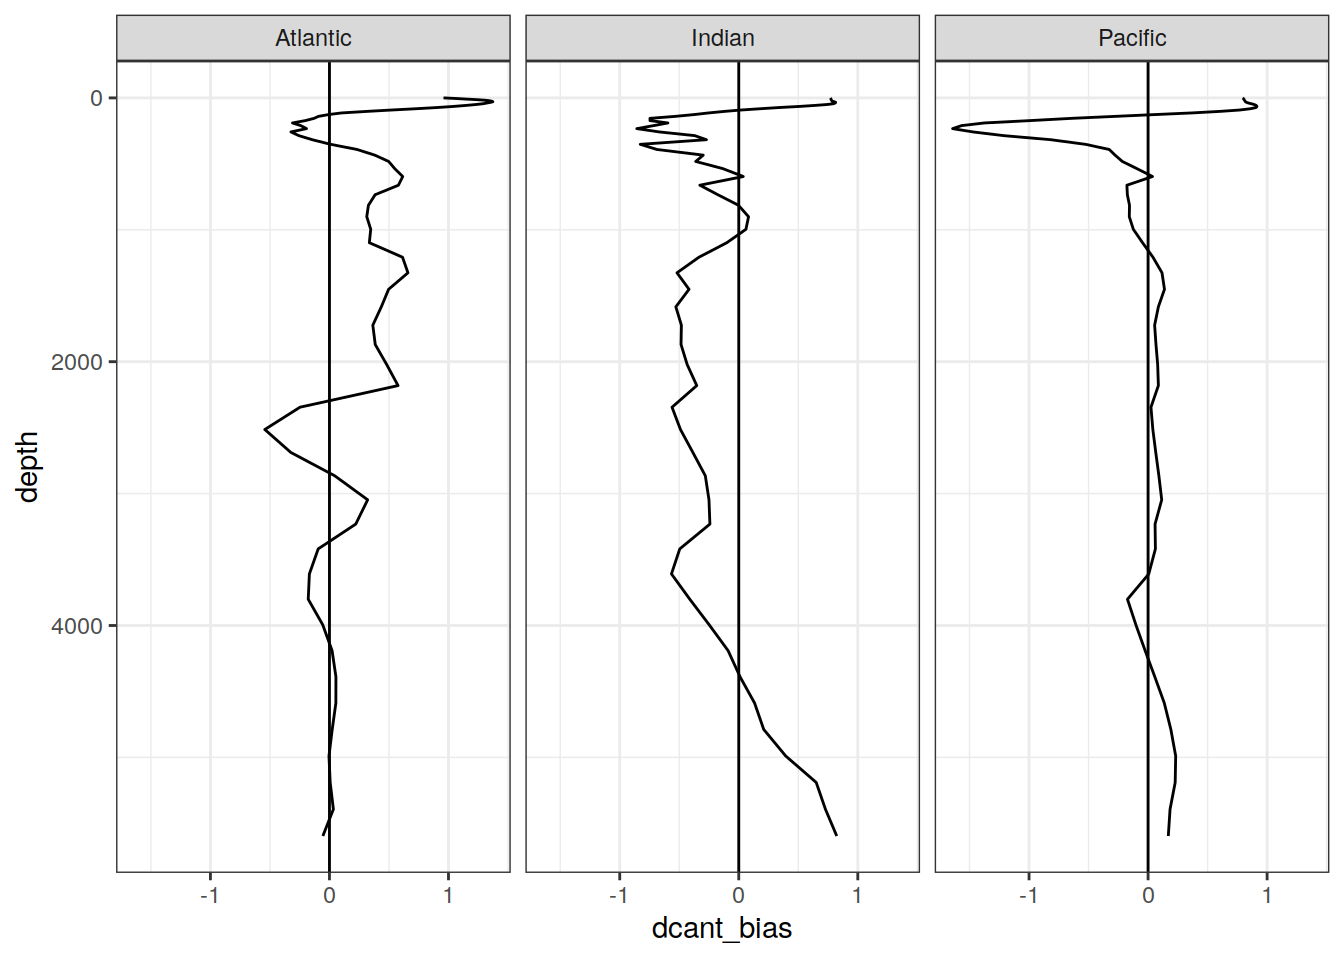 Atlantic Indian Pacific
0
2000
4000
depth
-1 0 1 -1 0 1 -1 0 1
dcant_bias